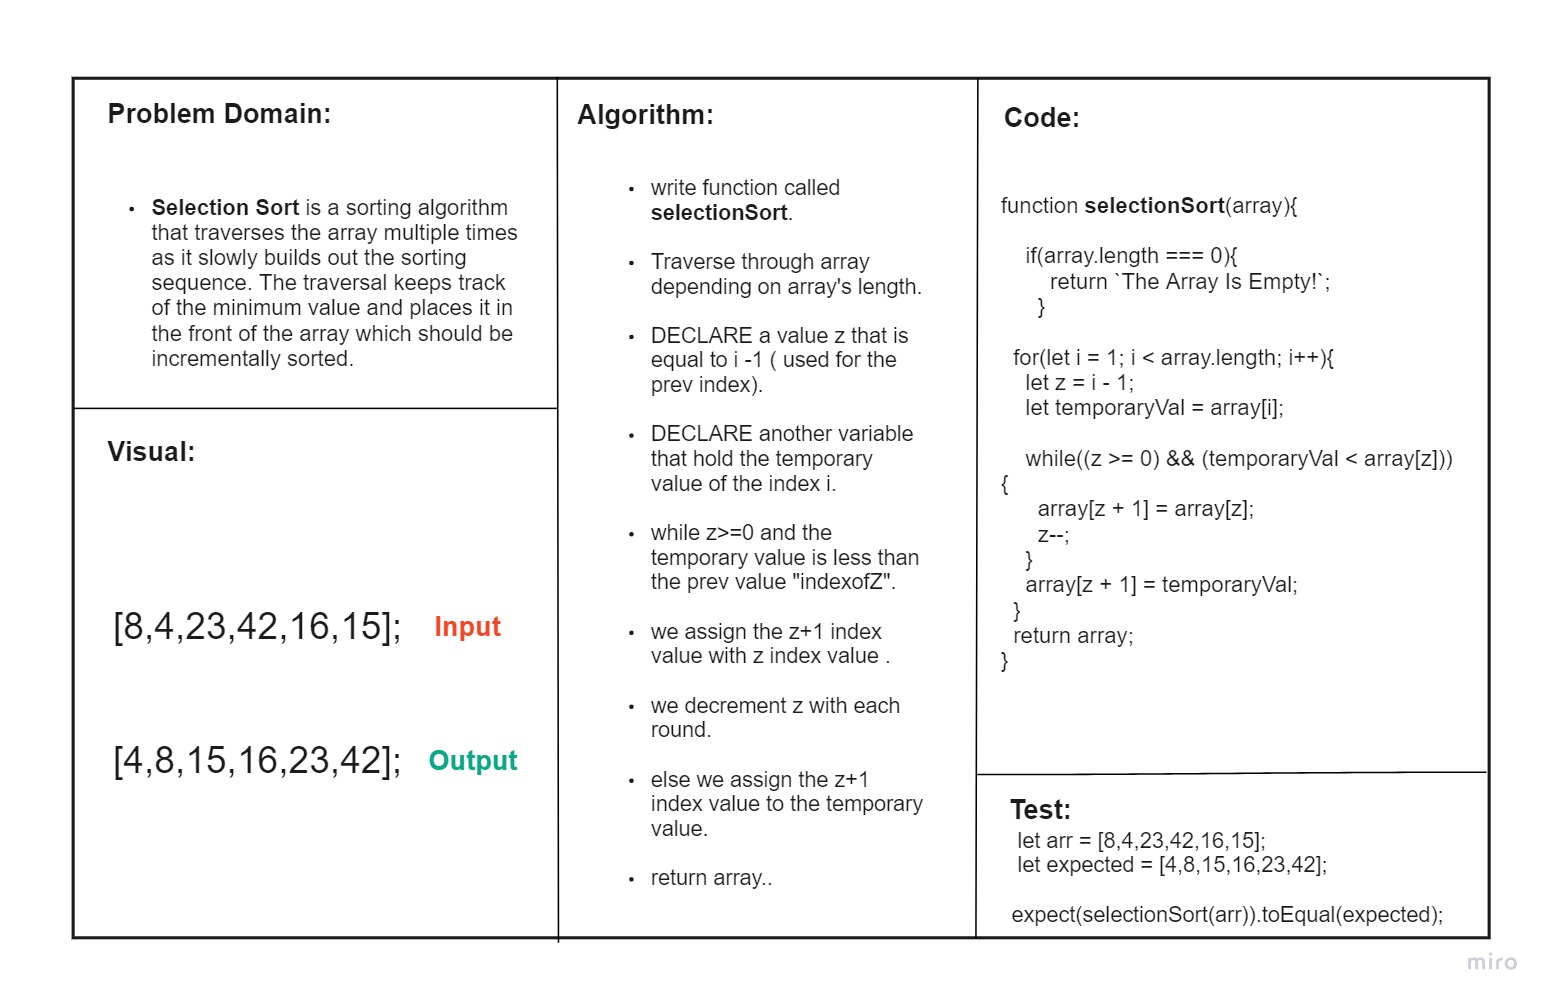 Problem Domain:
• Selection Sort is a sorting algorithm
that traverses the array multiple times
as it slowly builds out the sorting
sequence. The traversal keeps track
of the minimum value and places it in
the front of the array which should be
incrementally sorted.
Visual:
[8,4,23,42,16,15]; Input
[4,8,15,16,23,42]; Output
Algorithm:
• write function called
selectionSort.
• Traverse through array
depending on array's length.
• DECLARE a value z that is
equal to i -1 ( used for the
prev index).
• DECLARE another variable
that hold the temporary
value of the index i.
• while z>=0 and the
temporary value is less than
the prev value "indexofZ".
• we assign the z+1 index
value with z index value .
• we decrement z with each
round.
• else we assign the z+1
index value to the temporary
value.
• return array..
Code:
function selectionSort(array){
if(array.length === 0){
return `The Array Is Empty!`;
}
for(let i = 1; i < array.length; i++){
let z = i - 1;
let temporaryVal = array[i];
while((z >= 0) && (temporaryVal < array[z]))
{
array[z + 1] = array[z];
z--;
}
array[z + 1] = temporaryVal;
}
return array;
}
Test:
let arr = [8,4,23,42,16,15];
let expected = [4,8,15,16,23,42];
expect(selectionSort(arr)).toEqual(expected);
miro